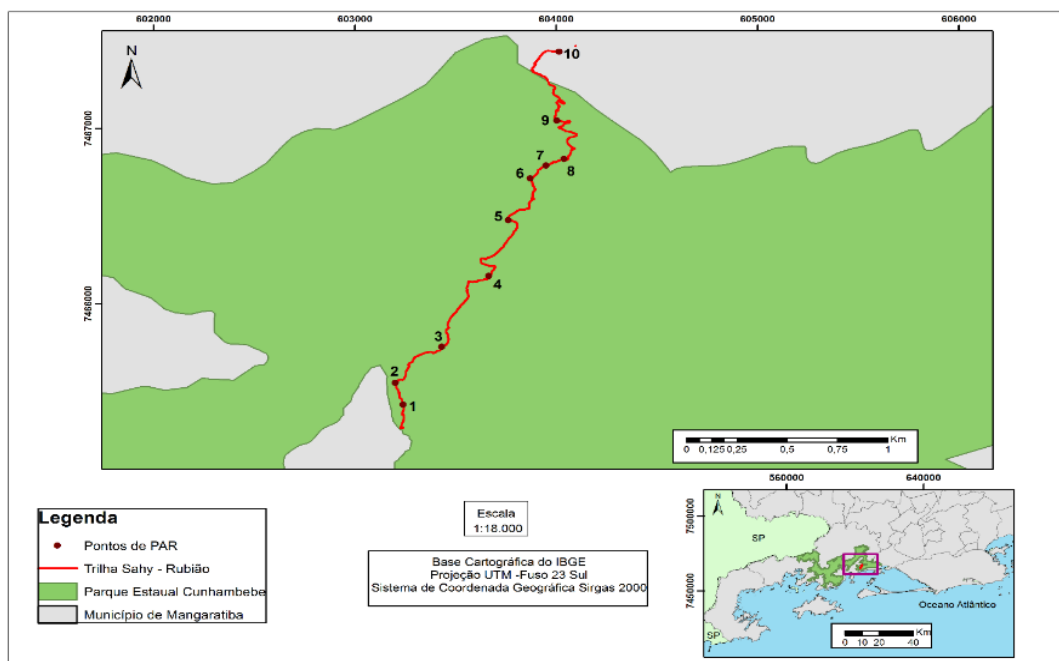 602000
603000
604000
605000
606000
N
7467000
7466000
10
9
8
7
6
5
4
3
2
1
Km
0 0,125 0,25 0,5 0,75 1
Legenda
Pontos de PAR
Trilha Sahy - Rubião
Parque Estaual Cunhambebe
Município de Mangaratiba
Escala
1:18.000
Base Cartográfica do IBGE
Projeção UTM -Fuso 23 Sul
Sistema de Coordenada Geográfica Sirgas 2000
560000
640000
7500000
7450000
N
SP
Oceano Atlântico
SP
Km
0 10 20 40